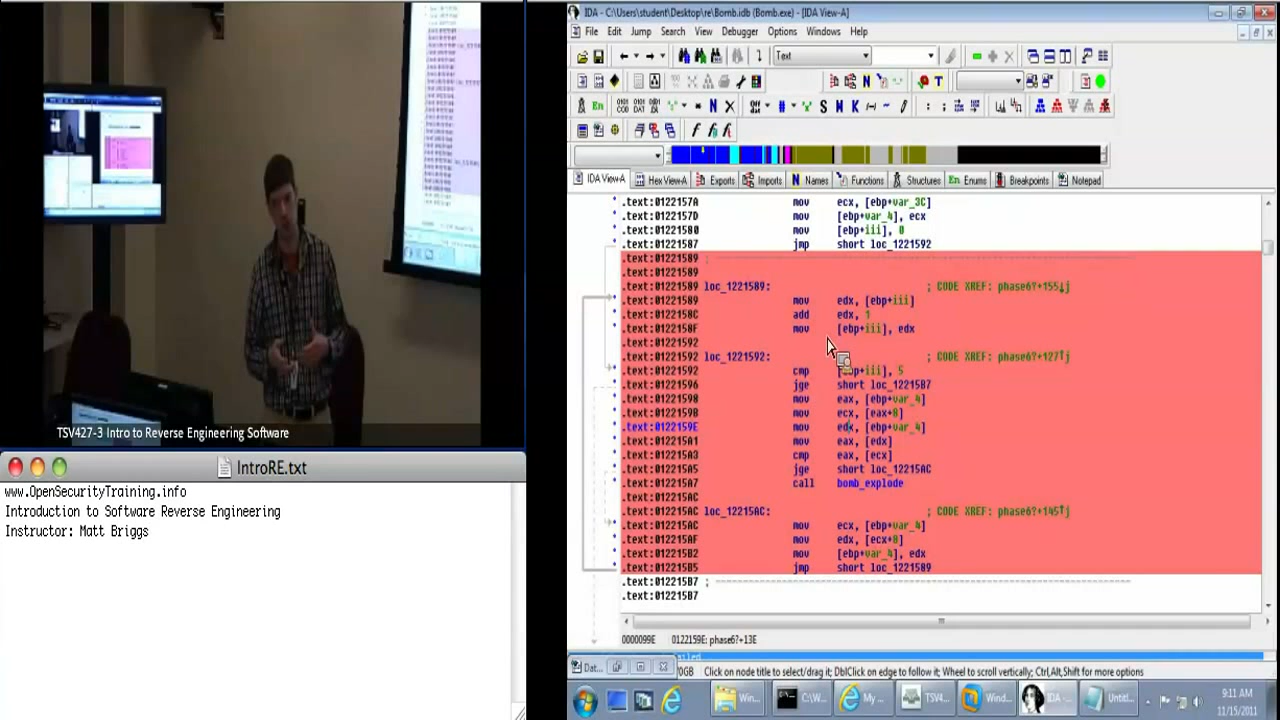 TSV427-3 Intro to Reverse Engineering Software
IntroRE.txt
www.OpenSecurityTraining.info
Introduction to Software Reverse Engineering
Instructor: Matt Briggs
IDA - C:\Users\student\Desktop\re\Bomb.idb (Bomb.exe) - [IDA View-A]
File Edit Jump Search View Debugger Options Windows Help
Text
IDA View-A Hex View-A Exports Imports N Names Structures En Enums Breakpoints Notepad
.text:0122157A mov ecx, [ebp+var_3C]
.text:0122157D mov [ebp+var_4], ecx
.text:01221580 mov [ebp+iii], 0
.text:01221587 jmp short loc_1221592
.text:01221589 ; ---------------------------------------------------------------------------
.text:01221589
.text:01221589 loc_1221589: ; CODE XREF: phase6?+155↓j
.text:01221589 mov edx, [ebp+iii]
.text:0122158C add edx, 1
.text:0122158F mov [ebp+iii], edx
.text:01221592
.text:01221592 loc_1221592: ; CODE XREF: phase6?+127↑j
.text:01221592 cmp [ebp+iii], 5
.text:01221596 jge short loc_12215B7
.text:01221598 mov eax, [ebp+var_4]
.text:0122159B mov ecx, [eax+8]
.text:0122159E mov edx, [ebp+var_4]
.text:012215A1 mov eax, [edx]
.text:012215A3 cmp eax, [ecx]
.text:012215A5 jge short loc_12215AC
.text:012215A7 call bomb_explode
.text:012215AC
.text:012215AC loc_12215AC: ; CODE XREF: phase6?+145↑j
.text:012215AC mov ecx, [ebp+var_4]
.text:012215AF mov edx, [ecx+8]
.text:012215B2 mov [ebp+var_4], edx
.text:012215B5 jmp short loc_1221589
.text:012215B7 ; ---------------------------------------------------------------------------
.text:012215B7
0000099E 0122159E: phase6?+13E
Dat... 70GB Click on node title to select/drag it; DblClick on edge to follow it; Wheel to scroll vertically; Ctrl,Alt,Shift for more options
Win... C:\W... My ... TSV4... Wind... IDA -... Untitl... 9:11 AM
11/15/2011